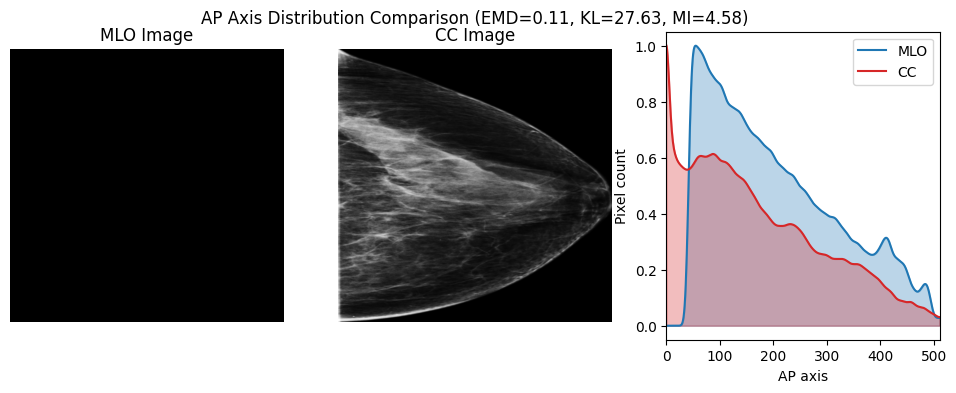 AP Axis Distribution Comparison (EMD=0.11, KL=27.63, MI=4.58)
MLO Image
CC Image
MLO
CC
Pixel count
1.0
0.8
0.6
0.4
0.2
0.0
0 100 200 300 400 500
AP axis